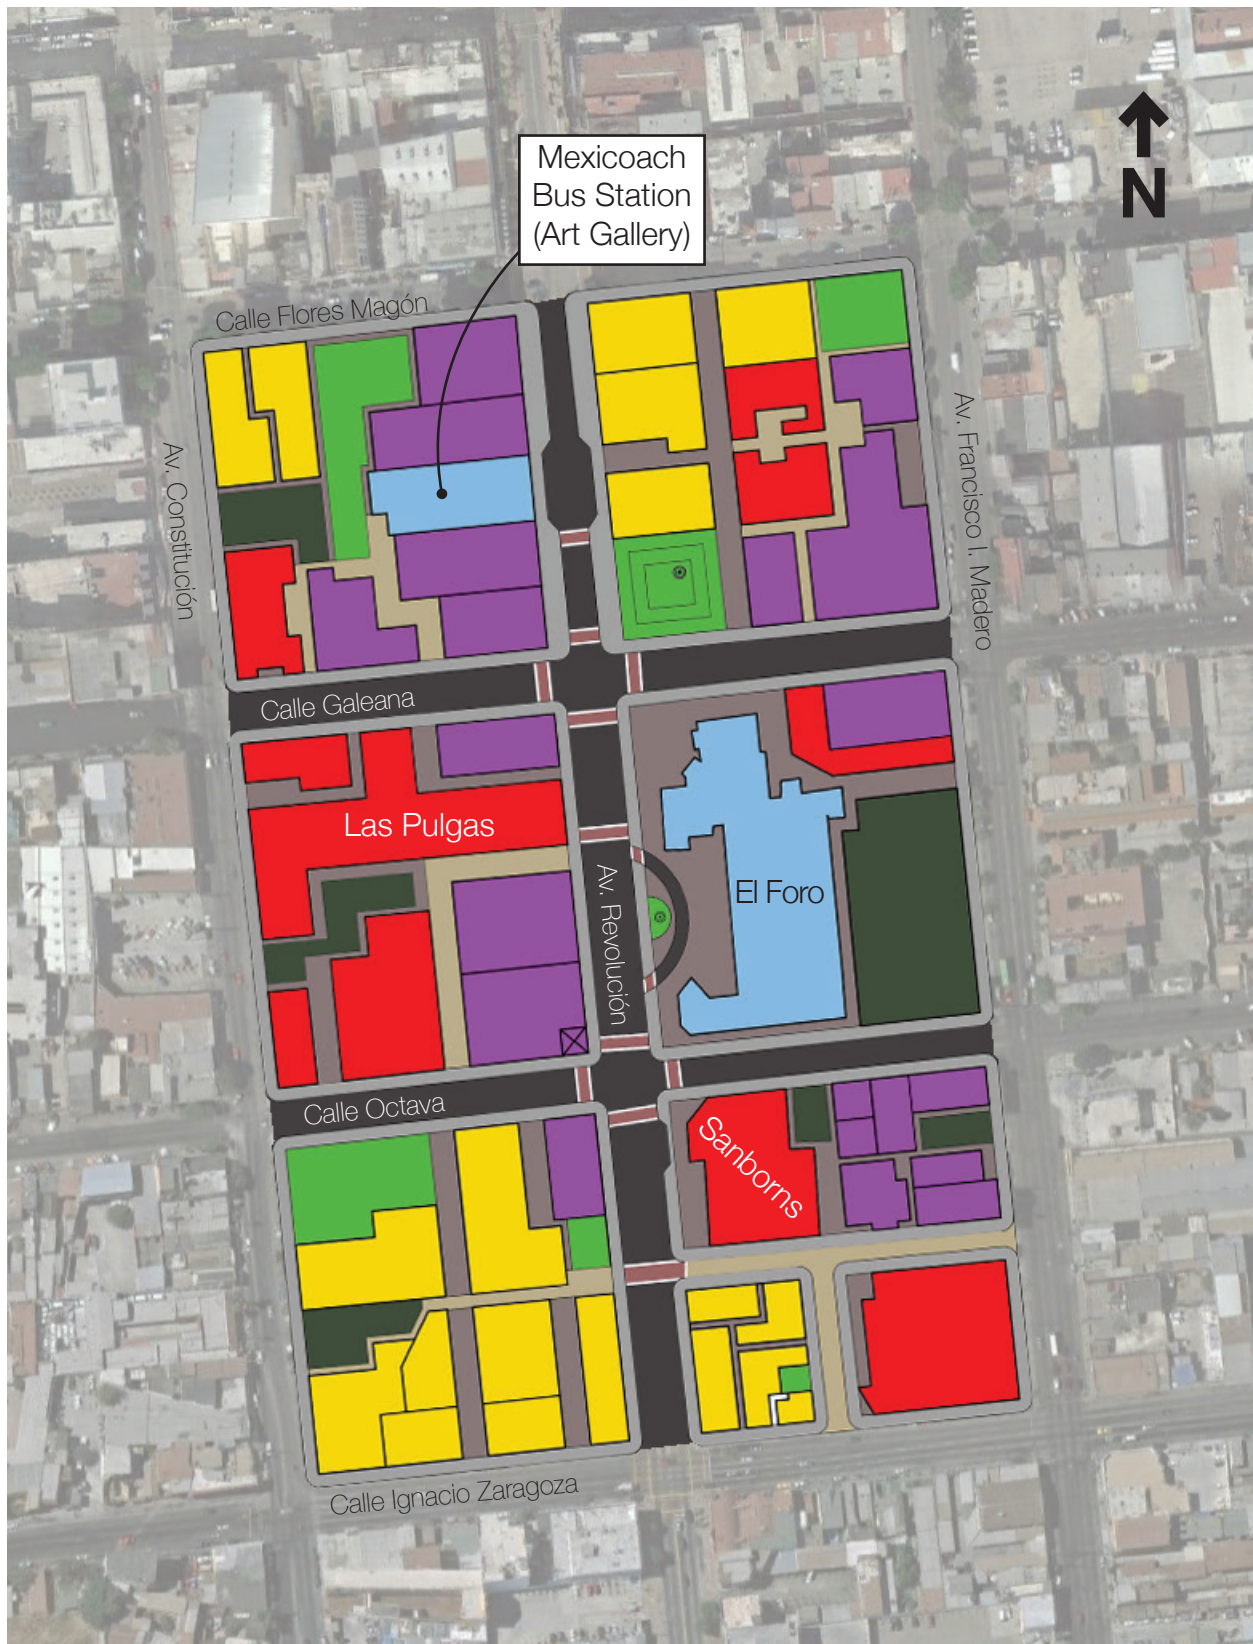 Mexicoach
Bus Station
(Art Gallery)
N
Calle Flores Magón
Av. Constitución
Av. Francisco I. Madero
Calle Galeana
Las Pulgas
El Foro
Av. Revolución
Calle Octava
Sanborns
Calle Ignacio Zaragoza